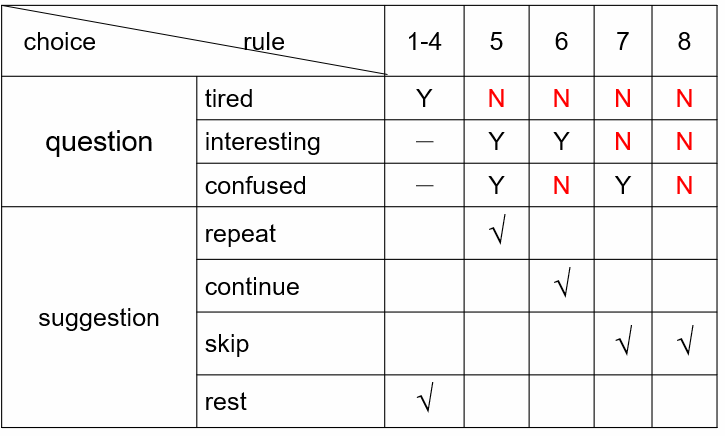 choice rule 1-4 5 6 7 8
question
tired Y N N N N
interesting — Y Y N N
confused — Y N Y N
suggestion
repeat √
continue √
skip √ √
rest √